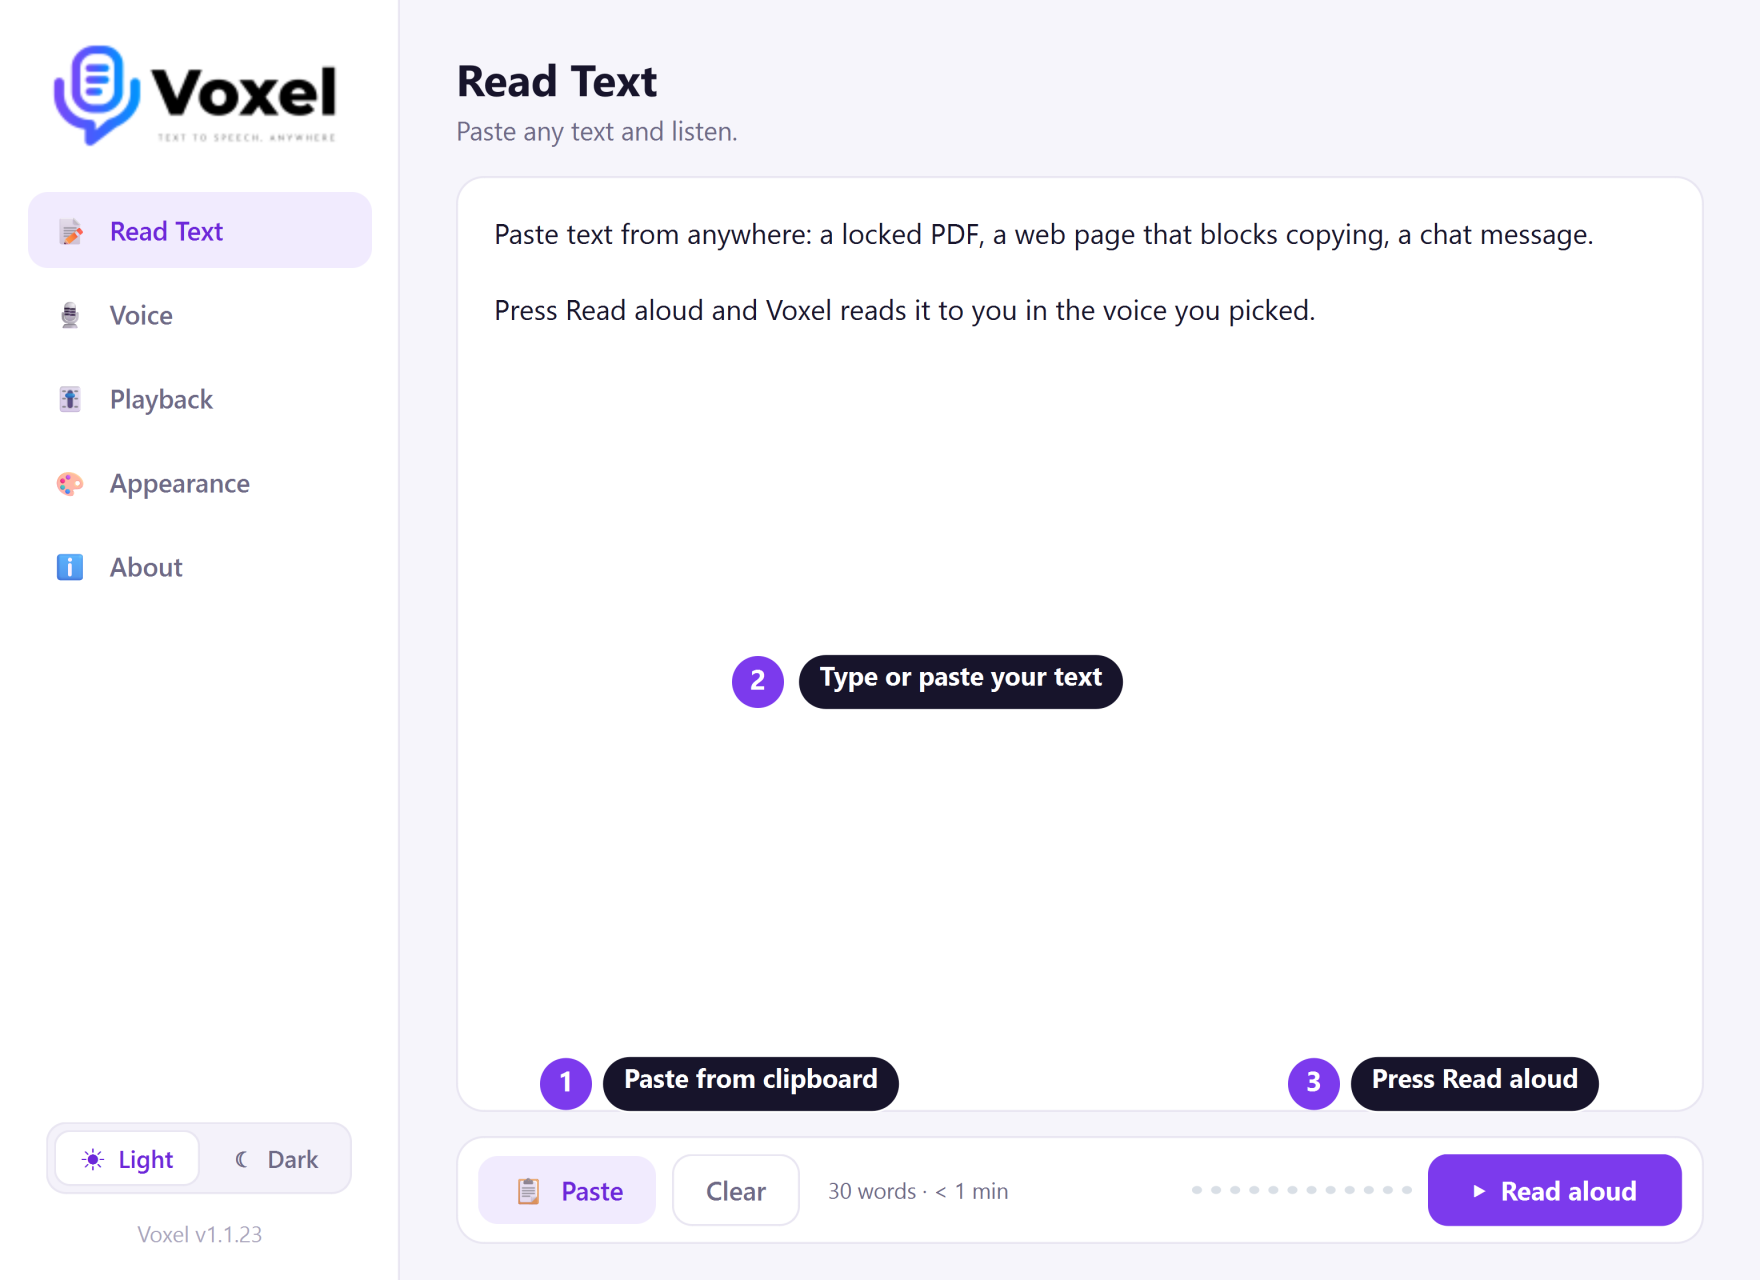 Voxel
TEXT TO SPEECH, ANYWHERE
Read Text
Voice
Playback
Appearance
About
Light
Dark
Voxel v1.1.23
Read Text
Paste any text and listen.
Paste text from anywhere: a locked PDF, a web page that blocks copying, a chat message.
Press Read aloud and Voxel reads it to you in the voice you picked.
2 Type or paste your text
1 Paste from clipboard
3 Press Read aloud
Paste
Clear
30 words · < 1 min
Read aloud